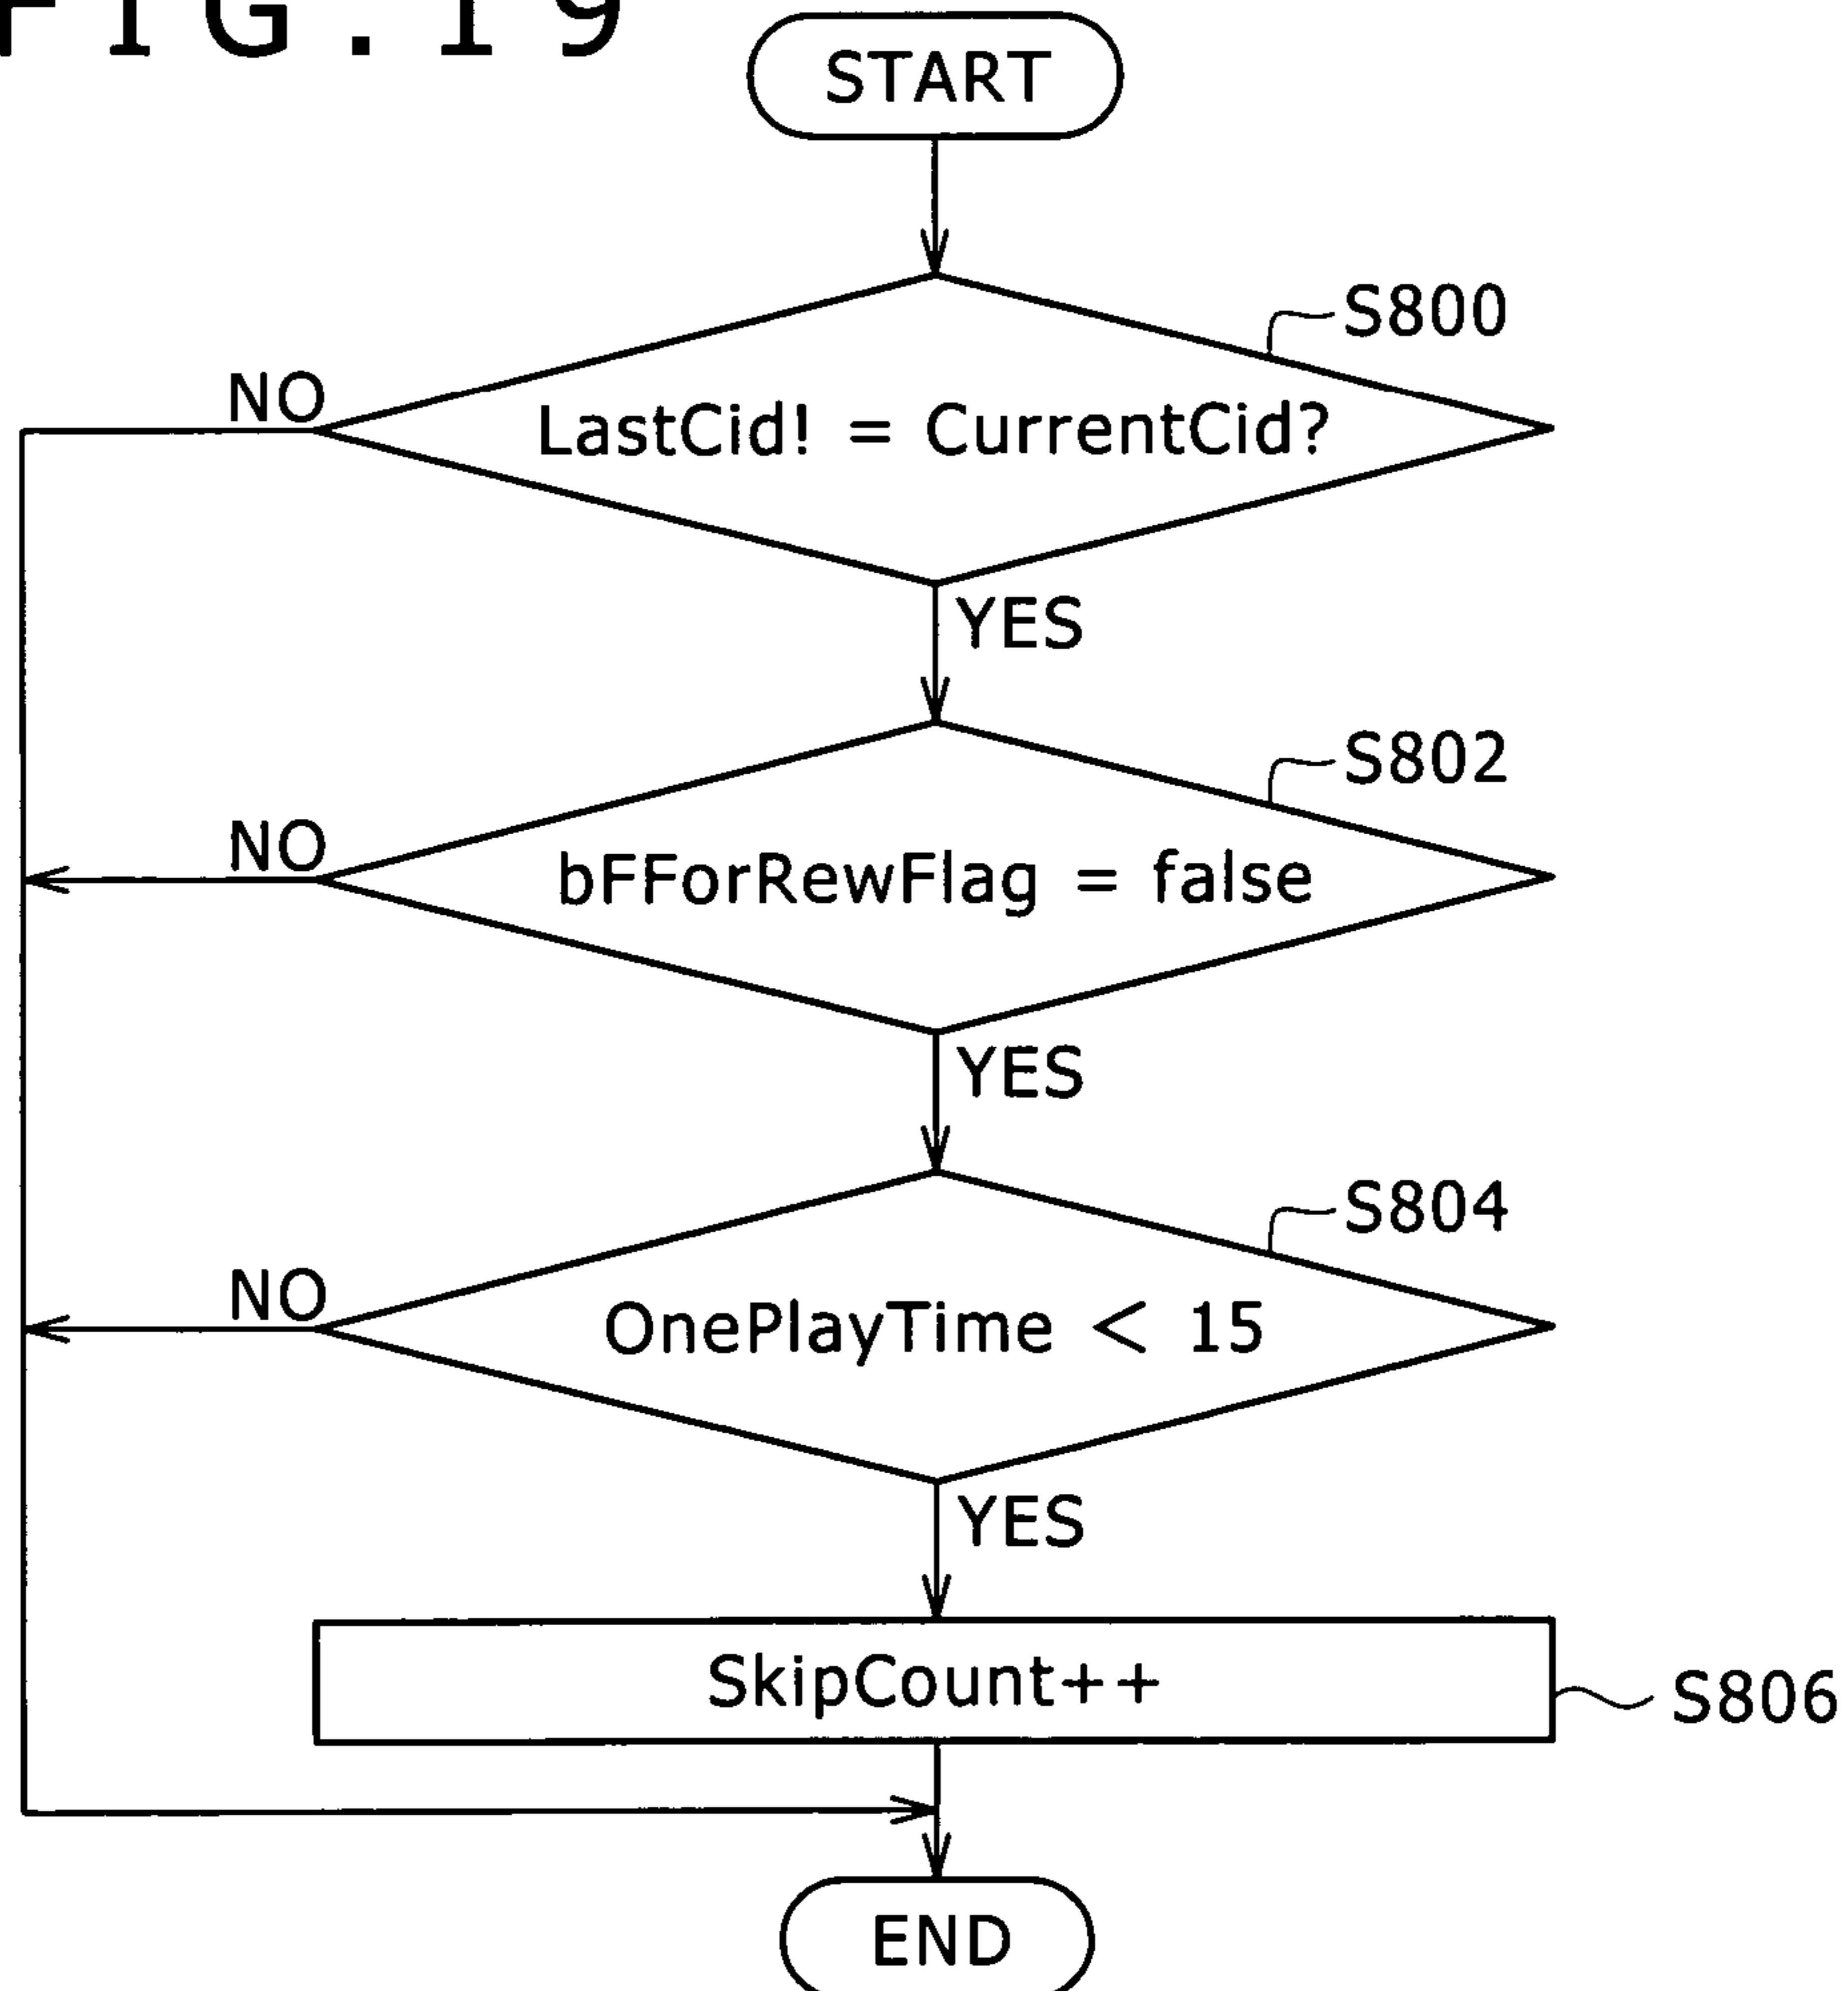 FIG.19
START
S800
NO
LastCid! = CurrentCid?
YES
S802
NO
bFForRewFlag = false
YES
S804
NO
OnePlayTime < 15
YES
SkipCount++
S806
END